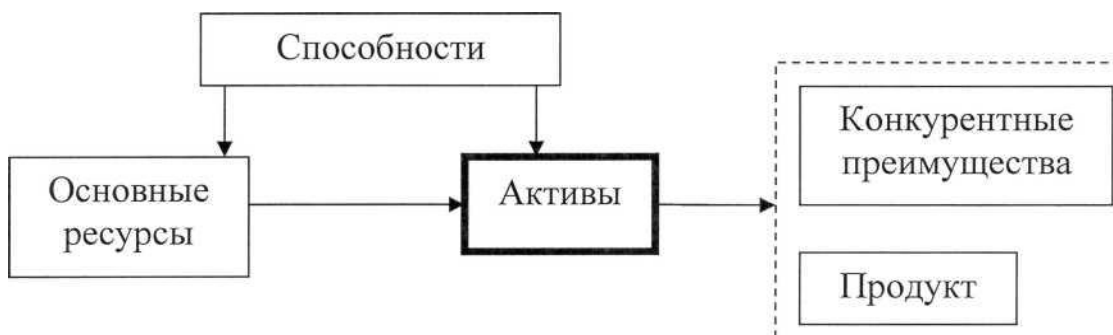 Способности
Конкурентные
преимущества
Основные
ресурсы
Активы
Продукт